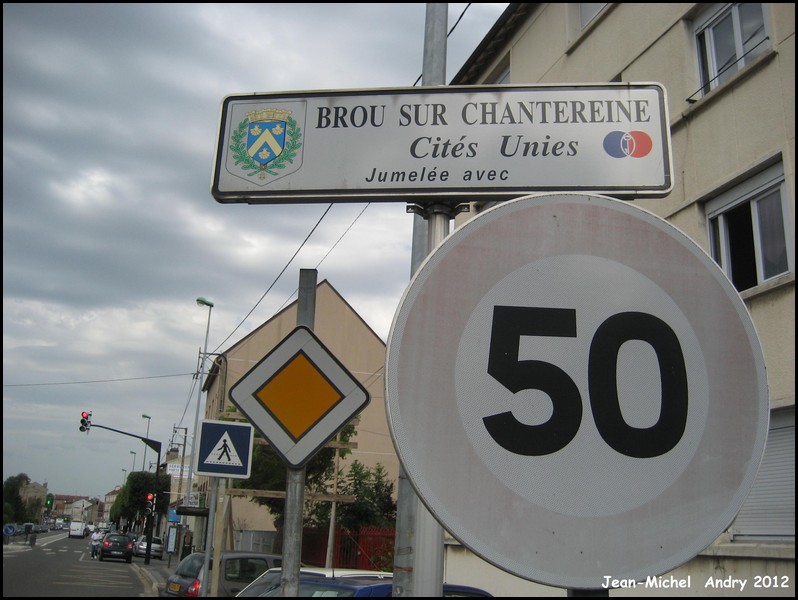 BROU SUR CHANTEREINE
Cités Unies
Jumelée avec
50
Jean-Michel Andry 2012